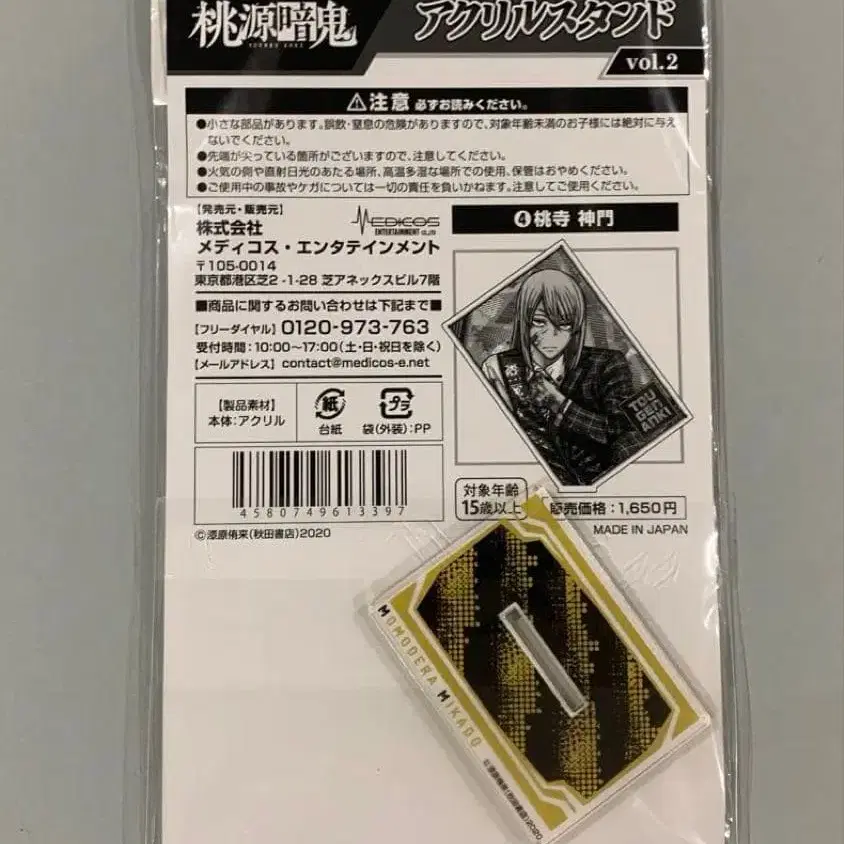 桃源暗鬼
TOUGEN ANKI
アクリルスタンド
vol.2
⚠注意 必ずお読みください。
●小さな部品があります。誤飲・窒息の危険がありますので、対象年齢未満のお子様には絶対に与え
ないでください。
●先端が尖っている箇所がございますので、注意してください。
●火気の側や直射日光のあたる場所、高温多湿な場所での使用、保管はおやめください。
●ご使用中の事故やケガについては一切の責任を負いかねます。注意してご使用ください。
【発売元・販売元】
株式会社
メディコス・エンタテインメント
MEDICOS
ENTERTAINMENT CO.,LTD
〒105-0014
東京都港区芝2-1-28 芝アネックスビル7階
■商品に関するお問い合わせは下記まで■
【フリーダイヤル】0120-973-763
受付時間:10:00〜17:00(土・日・祝日を除く)
【メールアドレス】contact@medicos-e.net
【製品素材】
本体:アクリル
紙
台紙
プラ
袋(外装):PP
4580749613397
©漆原侑来(秋田書店)2020
❹桃寺 神門
TOU
GEN
ANKI
対象年齢
15歳以上
販売価格:1,650円
MADE IN JAPAN
MOMODERA MIKADO
©漆原侑来(秋田書店)2020